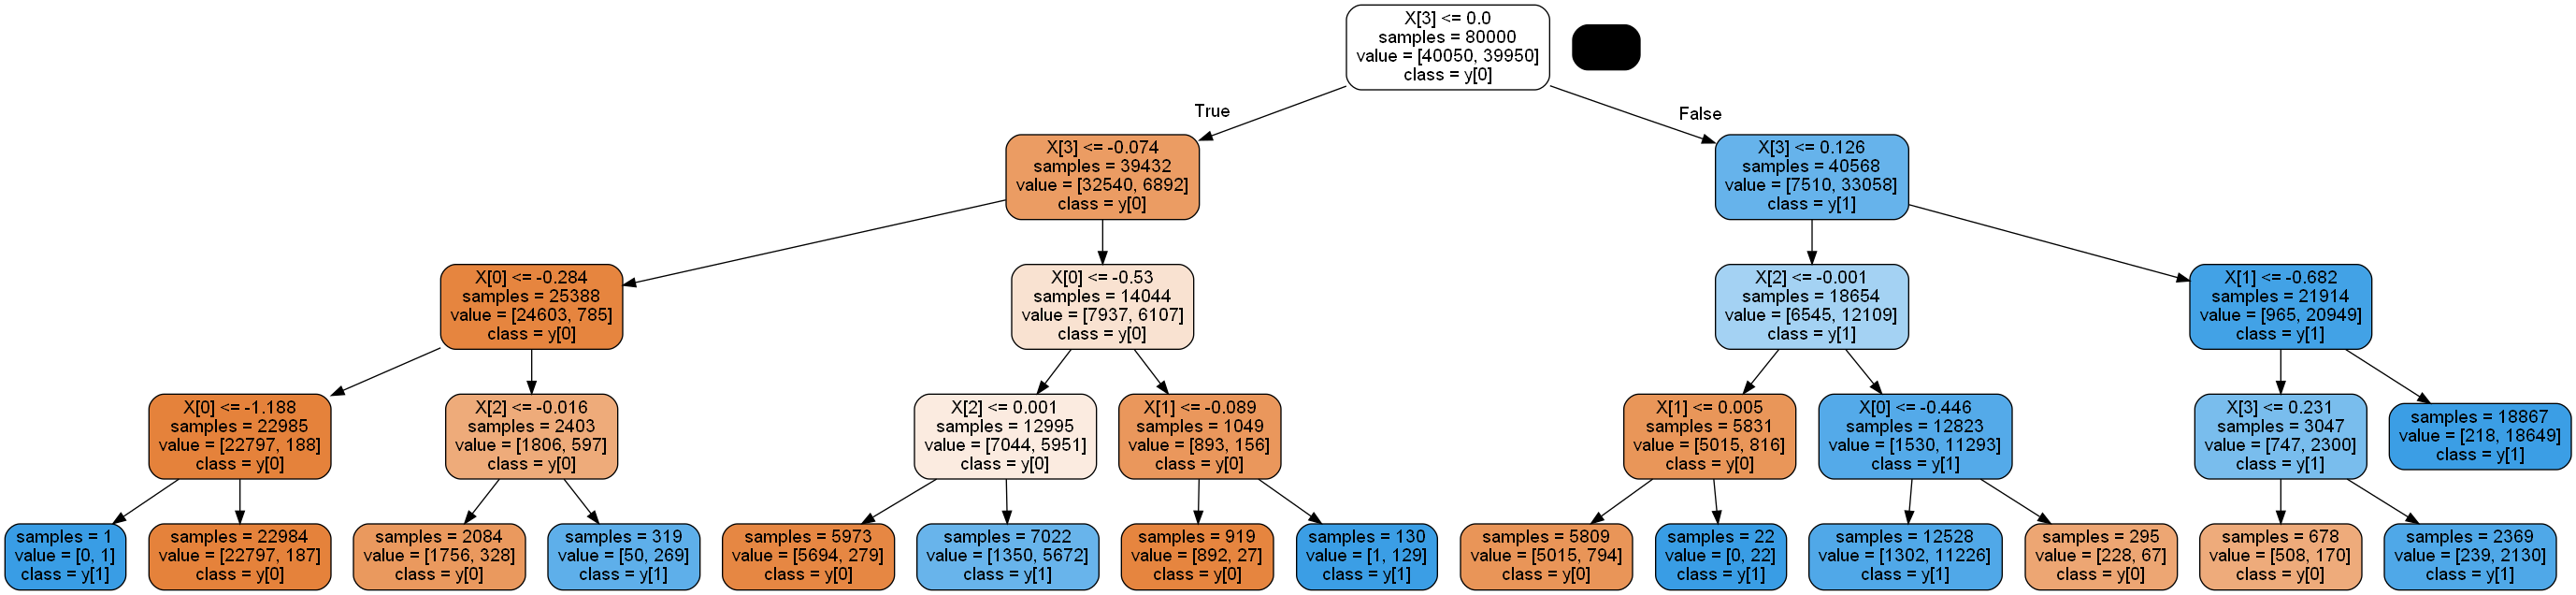 X[3] <= 0.0
samples = 80000
value = [40050, 39950]
class = y[0]
True
False
X[3] <= -0.074
samples = 39432
value = [32540, 6892]
class = y[0]
X[3] <= 0.126
samples = 40568
value = [7510, 33058]
class = y[1]
X[0] <= -0.284
samples = 25388
value = [24603, 785]
class = y[0]
X[0] <= -0.53
samples = 14044
value = [7937, 6107]
class = y[0]
X[2] <= -0.001
samples = 18654
value = [6545, 12109]
class = y[1]
X[1] <= -0.682
samples = 21914
value = [965, 20949]
class = y[1]
X[0] <= -1.188
samples = 22985
value = [22797, 188]
class = y[0]
X[2] <= -0.016
samples = 2403
value = [1806, 597]
class = y[0]
X[2] <= 0.001
samples = 12995
value = [7044, 5951]
class = y[0]
X[1] <= -0.089
samples = 1049
value = [893, 156]
class = y[0]
X[1] <= 0.005
samples = 5831
value = [5015, 816]
class = y[0]
X[0] <= -0.446
samples = 12823
value = [1530, 11293]
class = y[1]
X[3] <= 0.231
samples = 3047
value = [747, 2300]
class = y[1]
samples = 18867
value = [218, 18649]
class = y[1]
samples = 1
value = [0, 1]
class = y[1]
samples = 22984
value = [22797, 187]
class = y[0]
samples = 2084
value = [1756, 328]
class = y[0]
samples = 319
value = [50, 269]
class = y[1]
samples = 5973
value = [5694, 279]
class = y[0]
samples = 7022
value = [1350, 5672]
class = y[1]
samples = 919
value = [892, 27]
class = y[0]
samples = 130
value = [1, 129]
class = y[1]
samples = 5809
value = [5015, 794]
class = y[0]
samples = 22
value = [0, 22]
class = y[1]
samples = 12528
value = [1302, 11226]
class = y[1]
samples = 295
value = [228, 67]
class = y[0]
samples = 678
value = [508, 170]
class = y[0]
samples = 2369
value = [239, 2130]
class = y[1]